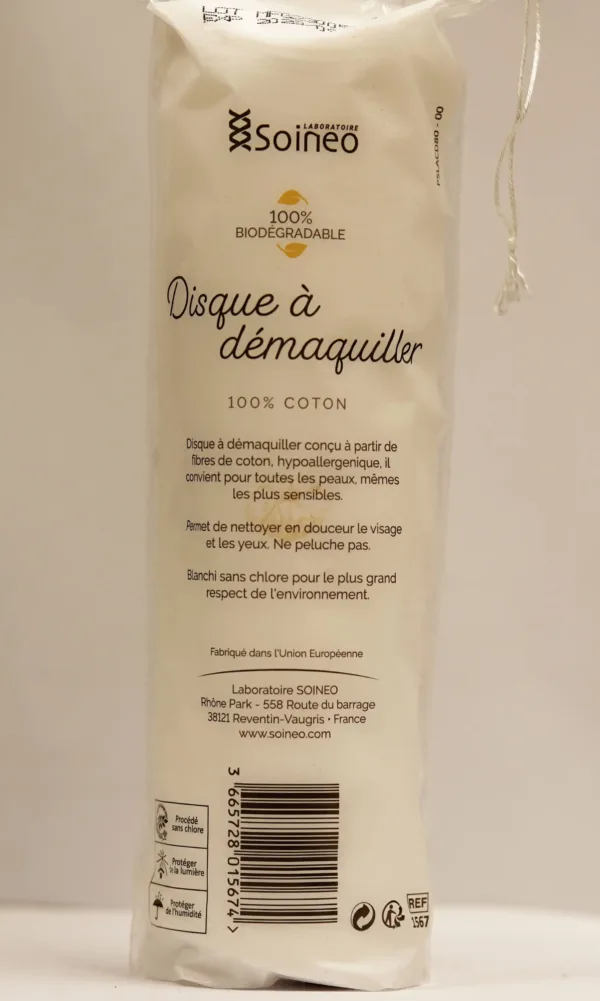 LOT
EXP
PSLACD80 - 00
LABORATOIRE
Soineo
100%
BIODÉGRADABLE
Disque à
démaquiller
100% COTON
Disque à démaquiller conçu à partir de
fibres de coton, hypoallergenique, il
convient pour toutes les peaux, mêmes
les plus sensibles.
Permet de nettoyer en douceur le visage
et les yeux. Ne peluche pas.
Blanchi sans chlore pour le plus grand
respect de l'environnement.
Fabriqué dans l'Union Européenne
Laboratoire SOINEO
Rhône Park - 558 Route du barrage
38121 Reventin-Vaugris • France
www.soineo.com
3 665728 015674 >
Procédé
sans chlore
Protéger
de la lumière
Protéger
de l'humidité
REF
1567